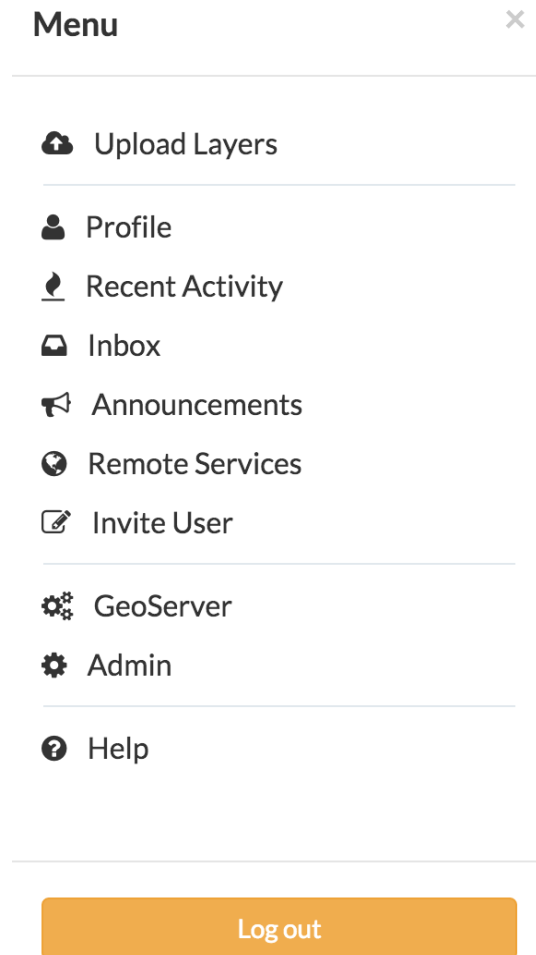 Menu ×
Upload Layers
Profile
Recent Activity
Inbox
Announcements
Remote Services
Invite User
GeoServer
Admin
Help
Log out